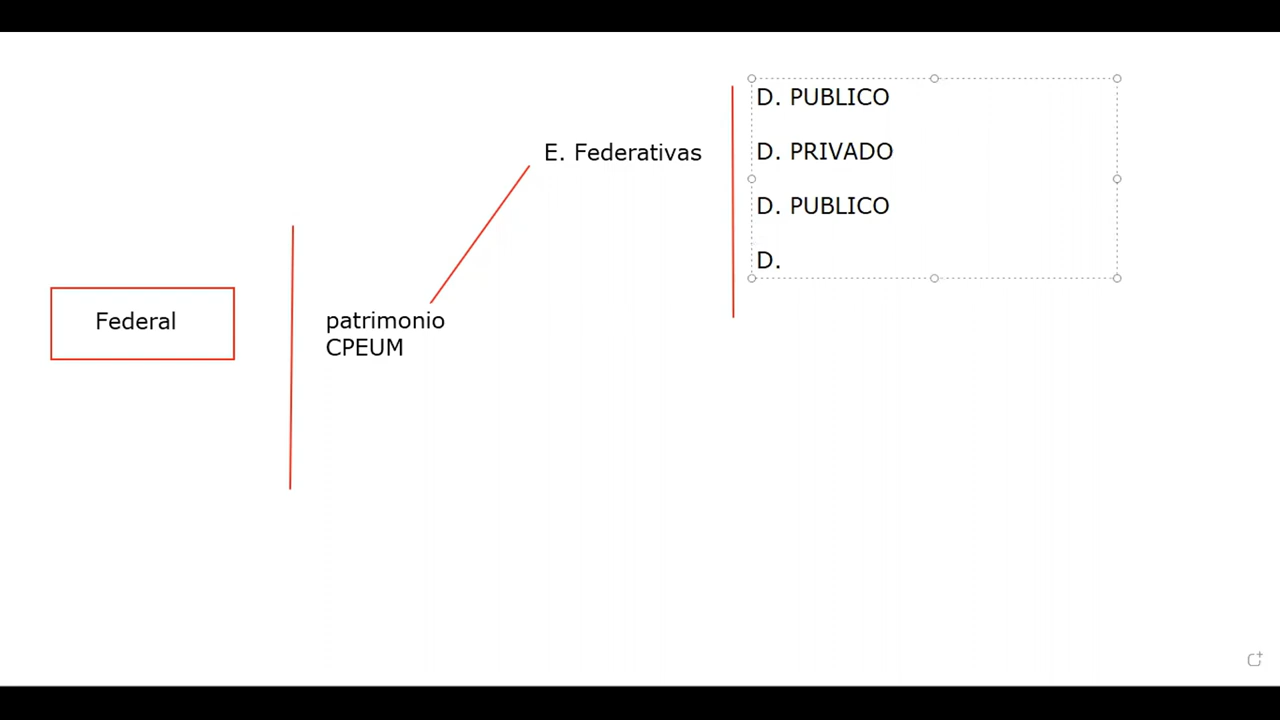 D. PUBLICO
E. Federativas
D. PRIVADO
D. PUBLICO
D.
Federal
patrimonio
CPEUM